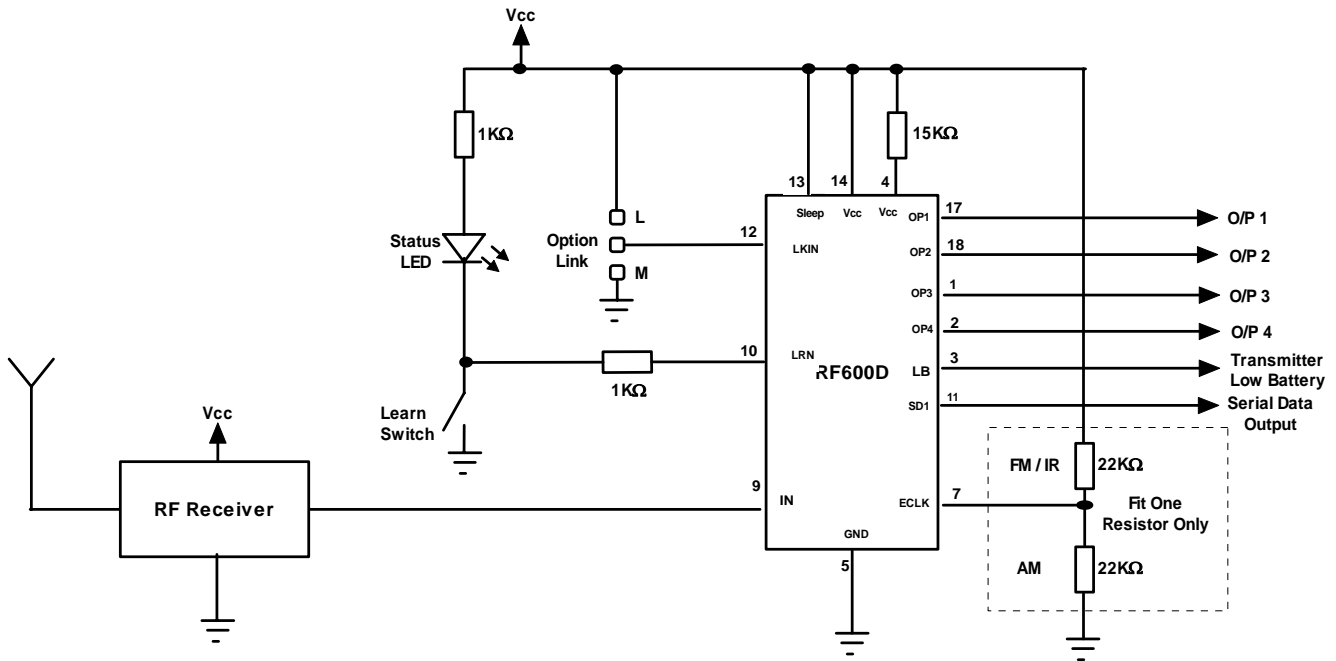 Vcc
1KΩ
15KΩ
13
14
4
Sleep
Vcc
Vcc
OP1
17
O/P 1
L
Status
LED
Option
Link
12
LKIN
OP2
18
O/P 2
M
OP3
1
O/P 3
OP4
2
O/P 4
10
LRN
RF600D
LB
3
Transmitter
Low Battery
1KΩ
SD1
11
Serial Data
Output
Learn
Switch
Vcc
FM / IR
22KΩ
RF Receiver
9
IN
ECLK
7
Fit One
Resistor Only
GND
5
AM
22KΩ